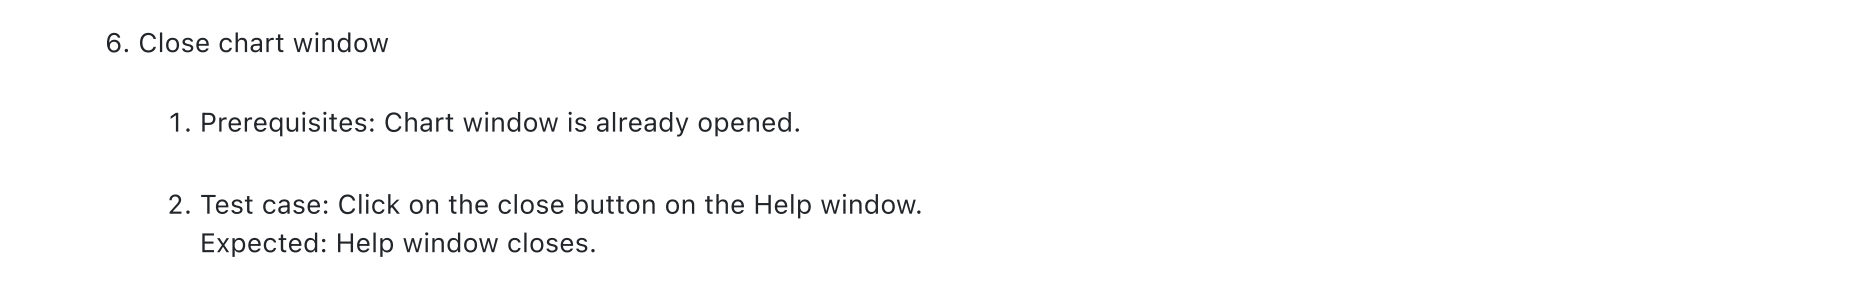 6. Close chart window
1. Prerequisites: Chart window is already opened.
2. Test case: Click on the close button on the Help window.
Expected: Help window closes.